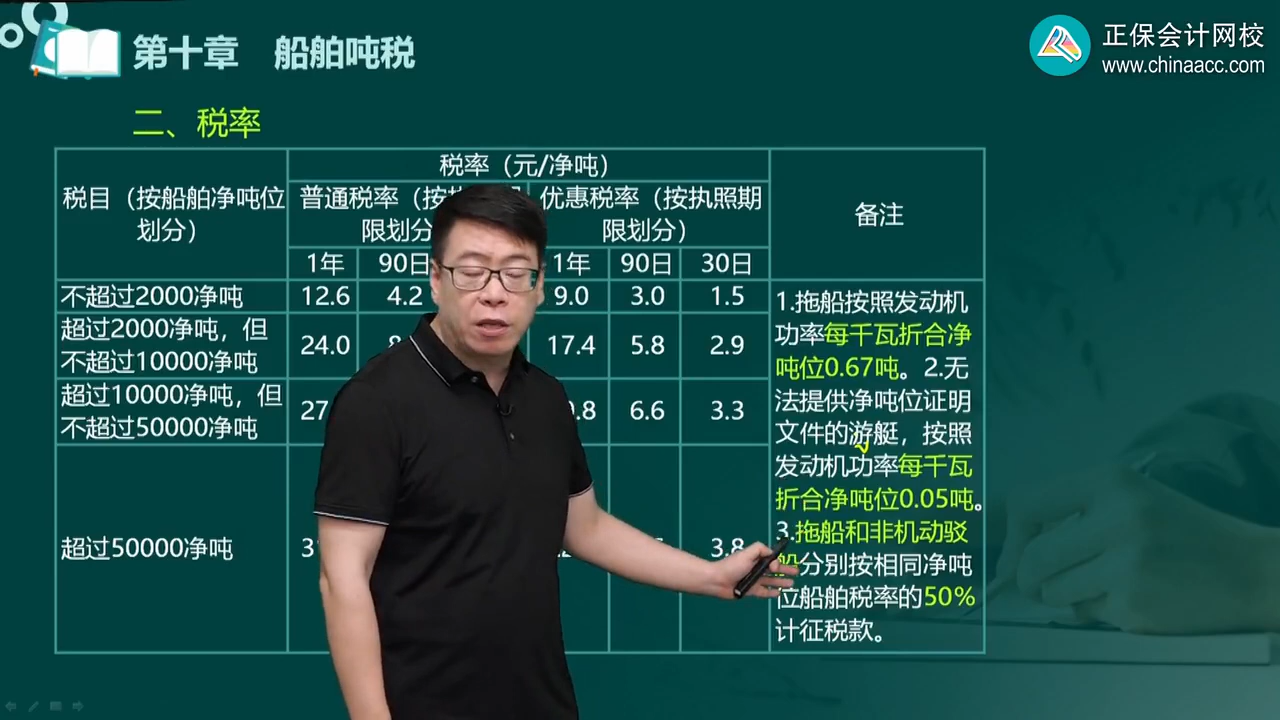 第十章 船舶吨税
正保会计网校
www.chinaacc.com
二、税率
税目（按船舶净吨位划分）
税率（元/净吨）
备注
普通税率（按执
限划分
优惠税率（按执照期
限划分）
1年 90日 1年 90日 30日
不超过2000净吨 12.6 4.2 9.0 3.0 1.5
超过2000净吨，但
不超过10000净吨
24.0 8 17.4 5.8 2.9
超过10000净吨，但
不超过50000净吨
27 .8 6.6 3.3
超过50000净吨 3 3.8
1.拖船按照发动机
功率每千瓦折合净
吨位0.67吨。2.无
法提供净吨位证明
文件的游艇，按照
发动机功率每千瓦
折合净吨位0.05吨。
3.拖船和非机动驳
船分别按相同净吨
位船舶税率的50%
计征税款。